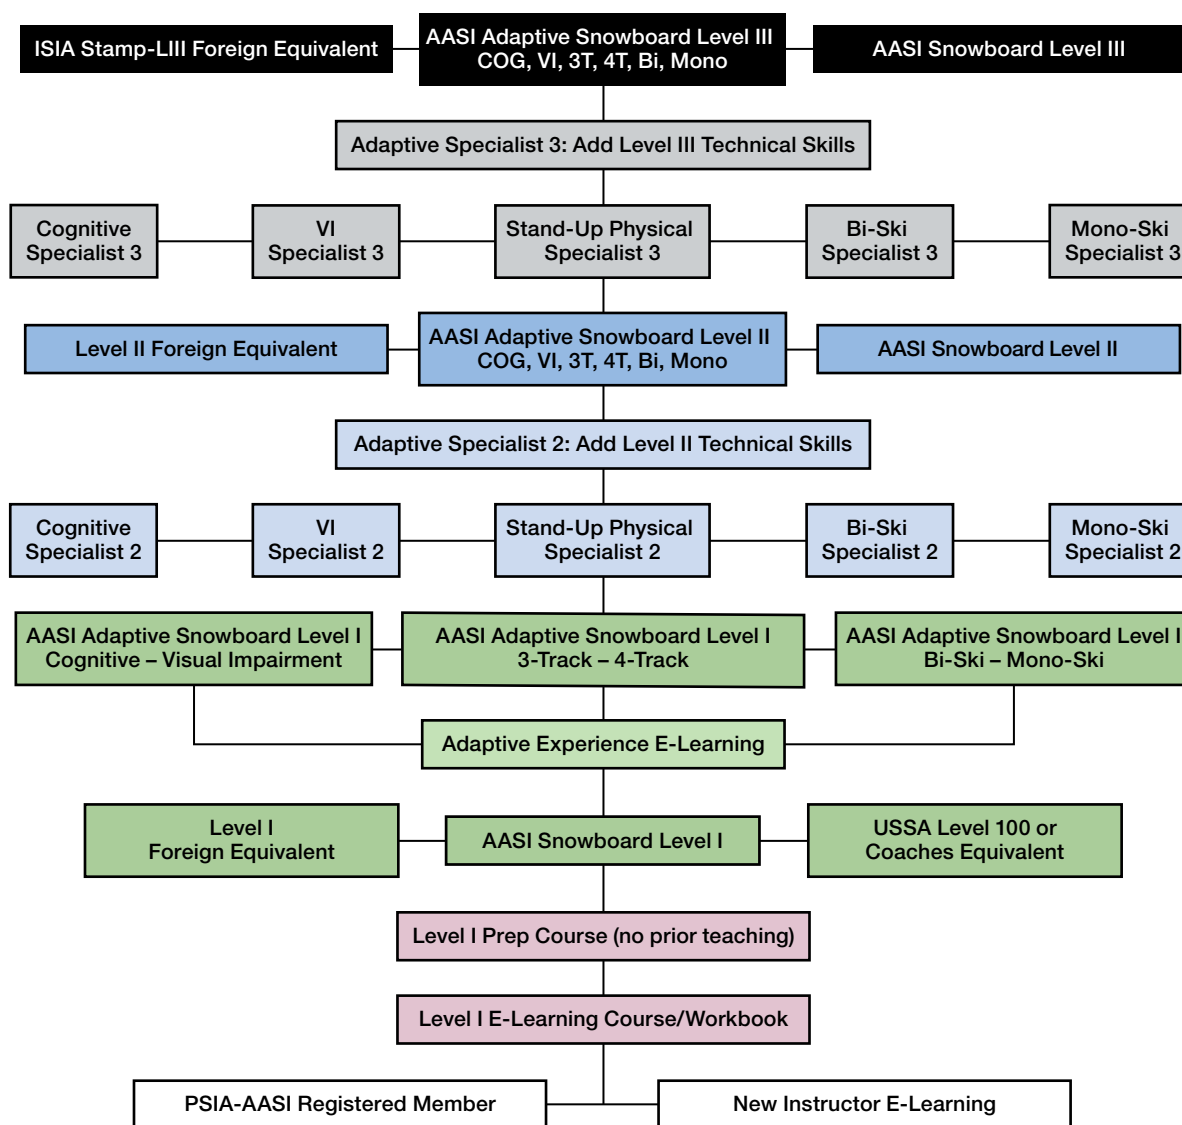 ISIA Stamp-LIII Foreign Equivalent
AASI Adaptive Snowboard Level III
COG, VI, 3T, 4T, Bi, Mono
AASI Snowboard Level III
Adaptive Specialist 3: Add Level III Technical Skills
Cognitive
Specialist 3
VI
Specialist 3
Stand-Up Physical
Specialist 3
Bi-Ski
Specialist 3
Mono-Ski
Specialist 3
Level II Foreign Equivalent
AASI Adaptive Snowboard Level II
COG, VI, 3T, 4T, Bi, Mono
AASI Snowboard Level II
Adaptive Specialist 2: Add Level II Technical Skills
Cognitive
Specialist 2
VI
Specialist 2
Stand-Up Physical
Specialist 2
Bi-Ski
Specialist 2
Mono-Ski
Specialist 2
AASI Adaptive Snowboard Level I
Cognitive – Visual Impairment
AASI Adaptive Snowboard Level I
3-Track – 4-Track
AASI Adaptive Snowboard Level I
Bi-Ski – Mono-Ski
Adaptive Experience E-Learning
Level I
Foreign Equivalent
AASI Snowboard Level I
USSA Level 100 or
Coaches Equivalent
Level I Prep Course (no prior teaching)
Level I E-Learning Course/Workbook
PSIA-AASI Registered Member
New Instructor E-Learning